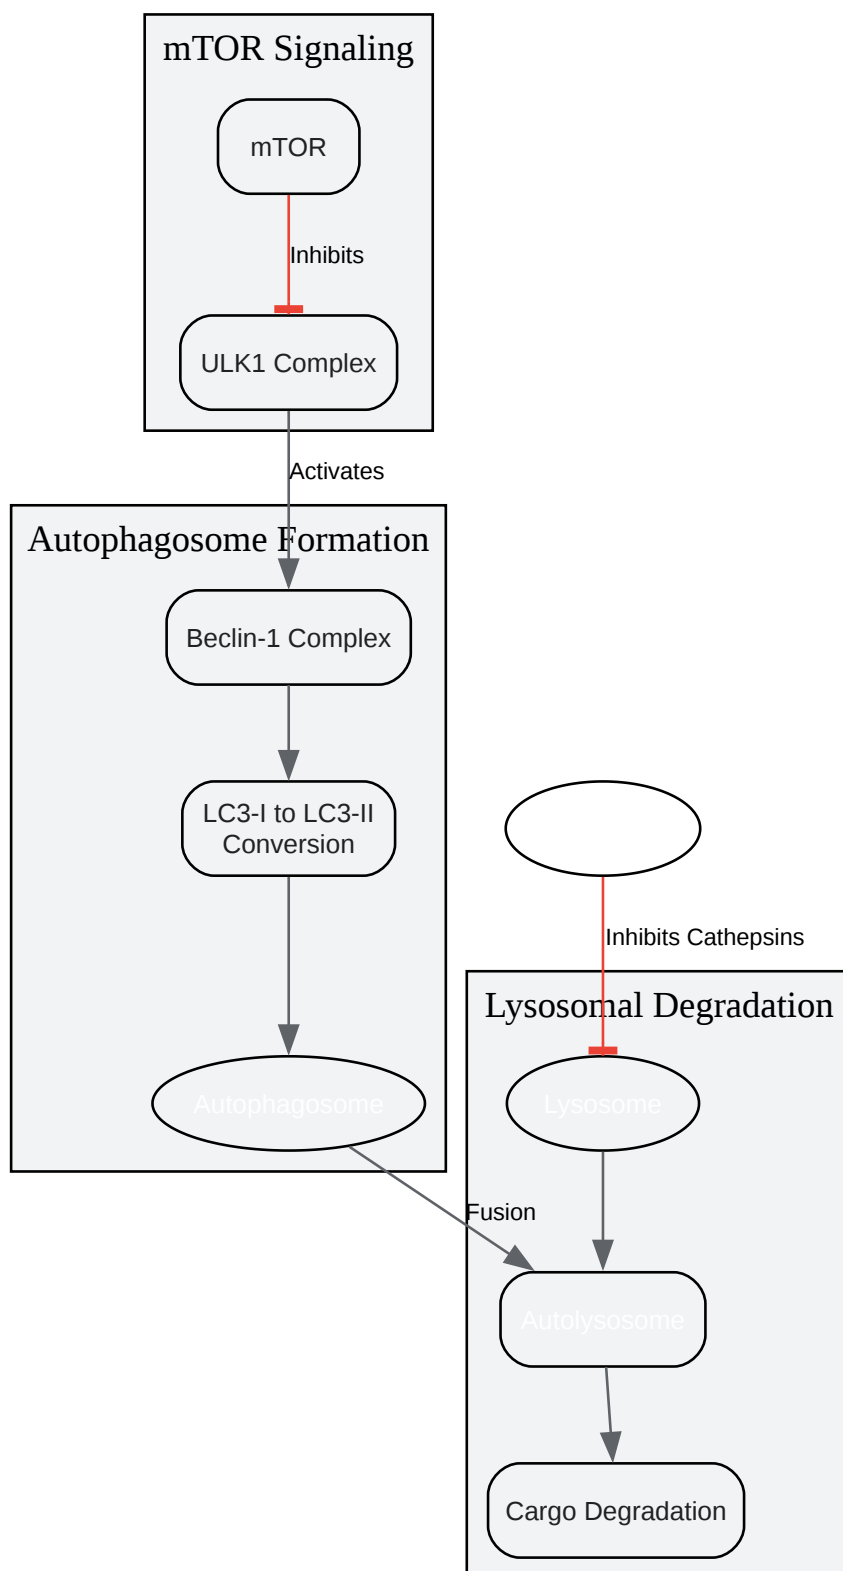 mTOR Signaling
mTOR
Inhibits
ULK1 Complex
Activates
Autophagosome Formation
Beclin-1 Complex
LC3-I to LC3-II
Conversion
Inhibits Cathepsins
Lysosomal Degradation
Autophagosome
Lysosome
Fusion
Autolysosome
Cargo Degradation